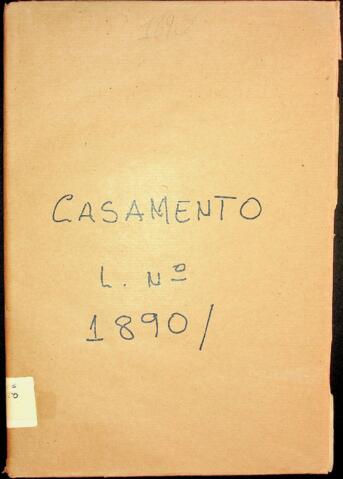 CASAMENTO
L. Nº
1890/